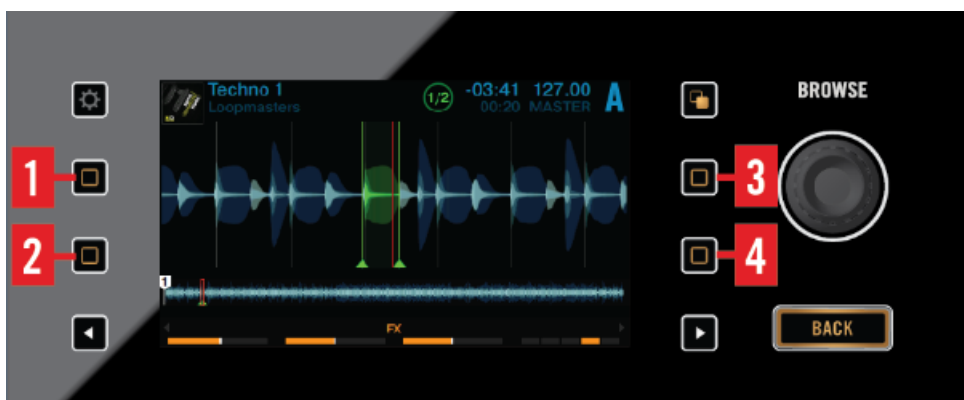 Techno 1
Loopmasters
1/2
-03:41 127.00
00:20 MASTER
A
BROWSE
1
2
3
4
1
FX
BACK